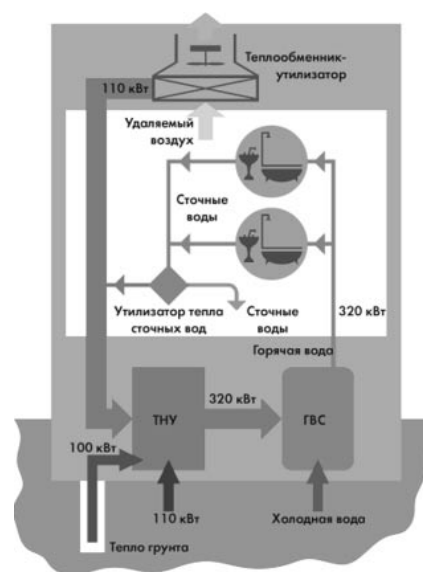 Теплообменник-
утилизатор
110 кВт
Удаляемый
воздух
Сточные
воды
Утилизатор тепла
сточных вод
Сточные
воды
320 кВт
Горячая вода
320 кВт
ТНУ
ГВС
100 кВт
110 кВт
Холодная вода
Тепло грунта